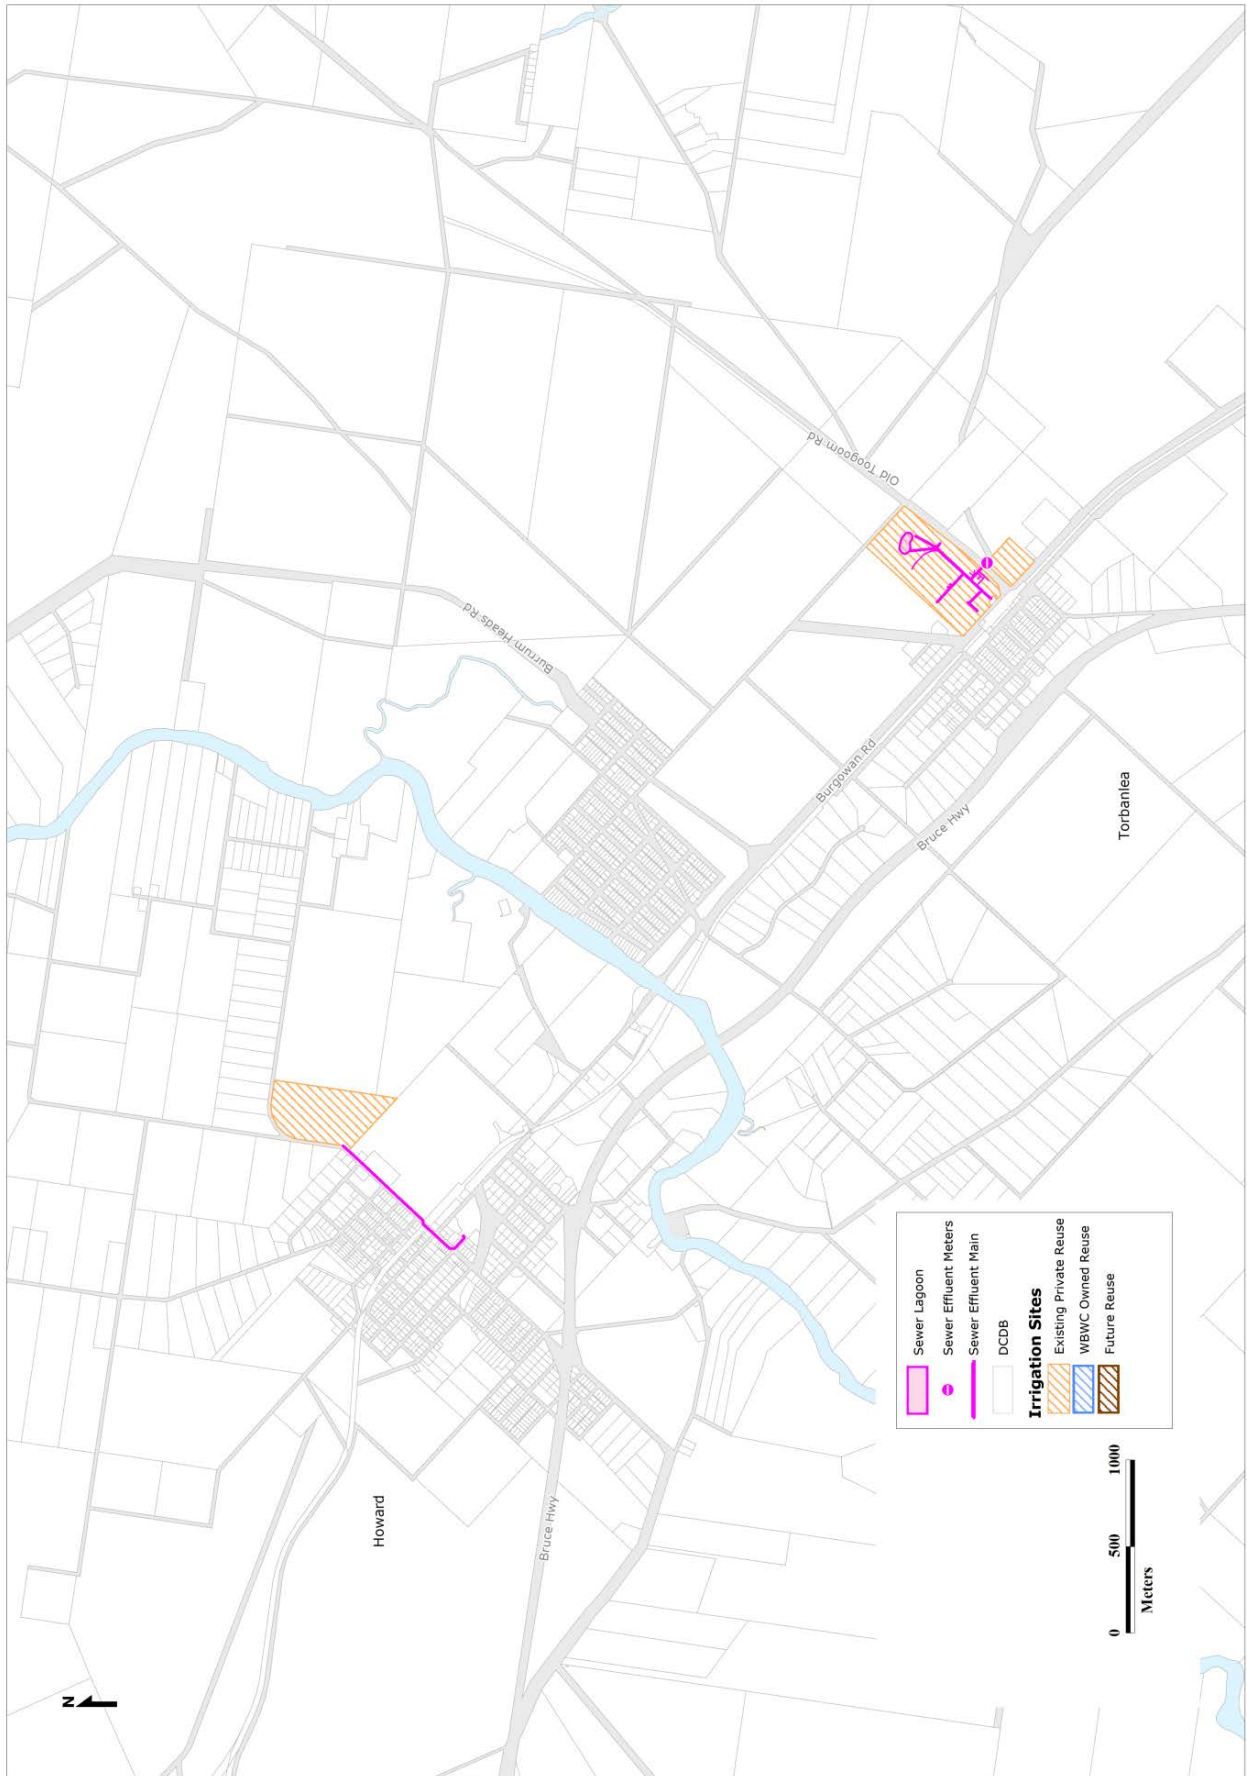 N
Howard
Bruce Hwy
Burrum Heads Rd
Old Toogoom Rd
Burgowan Rd
Bruce Hwy
Torbanlea
Sewer Lagoon
Sewer Effluent Meters
Sewer Effluent Main
DCDB
Irrigation Sites
Existing Private Reuse
WBWC Owned Reuse
Future Reuse
0 500 1000
Meters